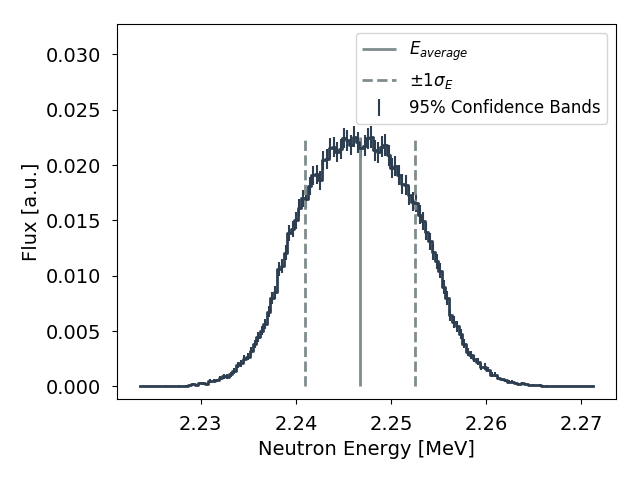 0.030
0.025
0.020
0.015
0.010
0.005
0.000
Flux [a.u.]
E_average
±1σ_E
95% Confidence Bands
2.23 2.24 2.25 2.26 2.27
Neutron Energy [MeV]